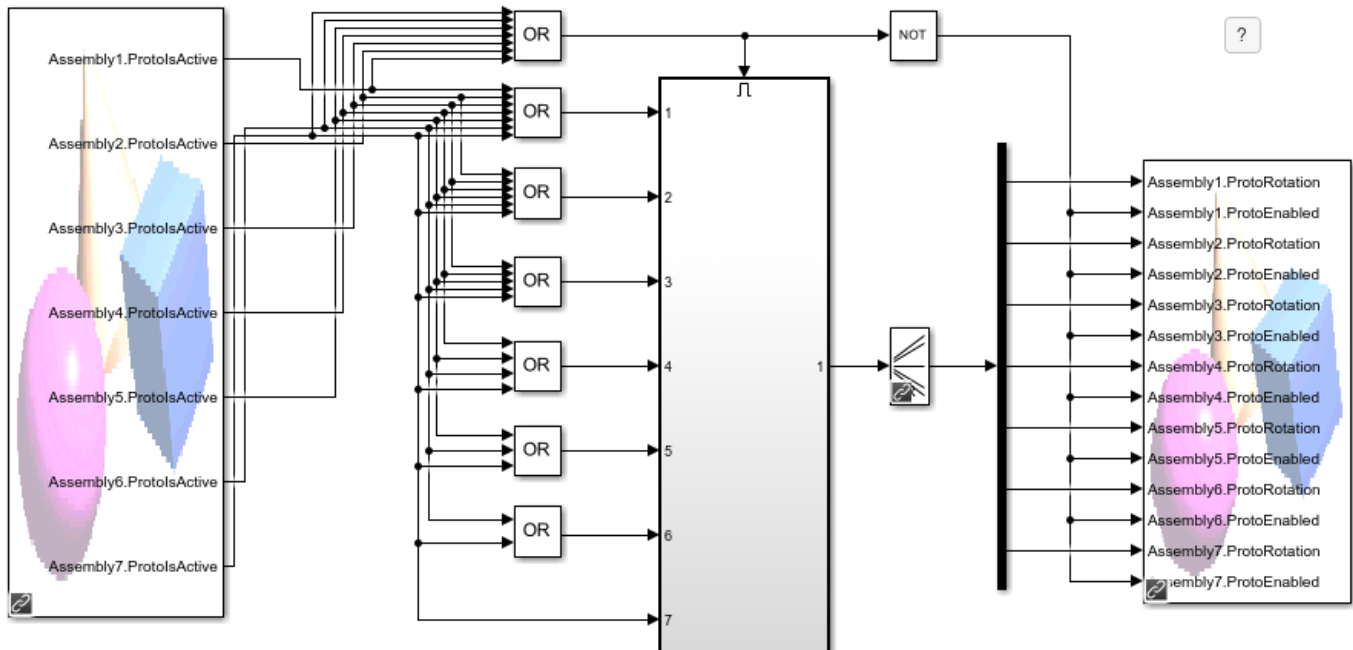 Assembly1.ProtoIsActive
Assembly2.ProtoIsActive
Assembly3.ProtoIsActive
Assembly4.ProtoIsActive
Assembly5.ProtoIsActive
Assembly6.ProtoIsActive
Assembly7.ProtoIsActive
OR
OR
OR
OR
OR
OR
OR
1
2
3
4
5
6
7
1
NOT
?
Assembly1.ProtoRotation
Assembly1.ProtoEnabled
Assembly2.ProtoRotation
Assembly2.ProtoEnabled
Assembly3.ProtoRotation
Assembly3.ProtoEnabled
Assembly4.ProtoRotation
Assembly4.ProtoEnabled
Assembly5.ProtoRotation
Assembly5.ProtoEnabled
Assembly6.ProtoRotation
Assembly6.ProtoEnabled
Assembly7.ProtoRotation
sembly7.ProtoEnabled